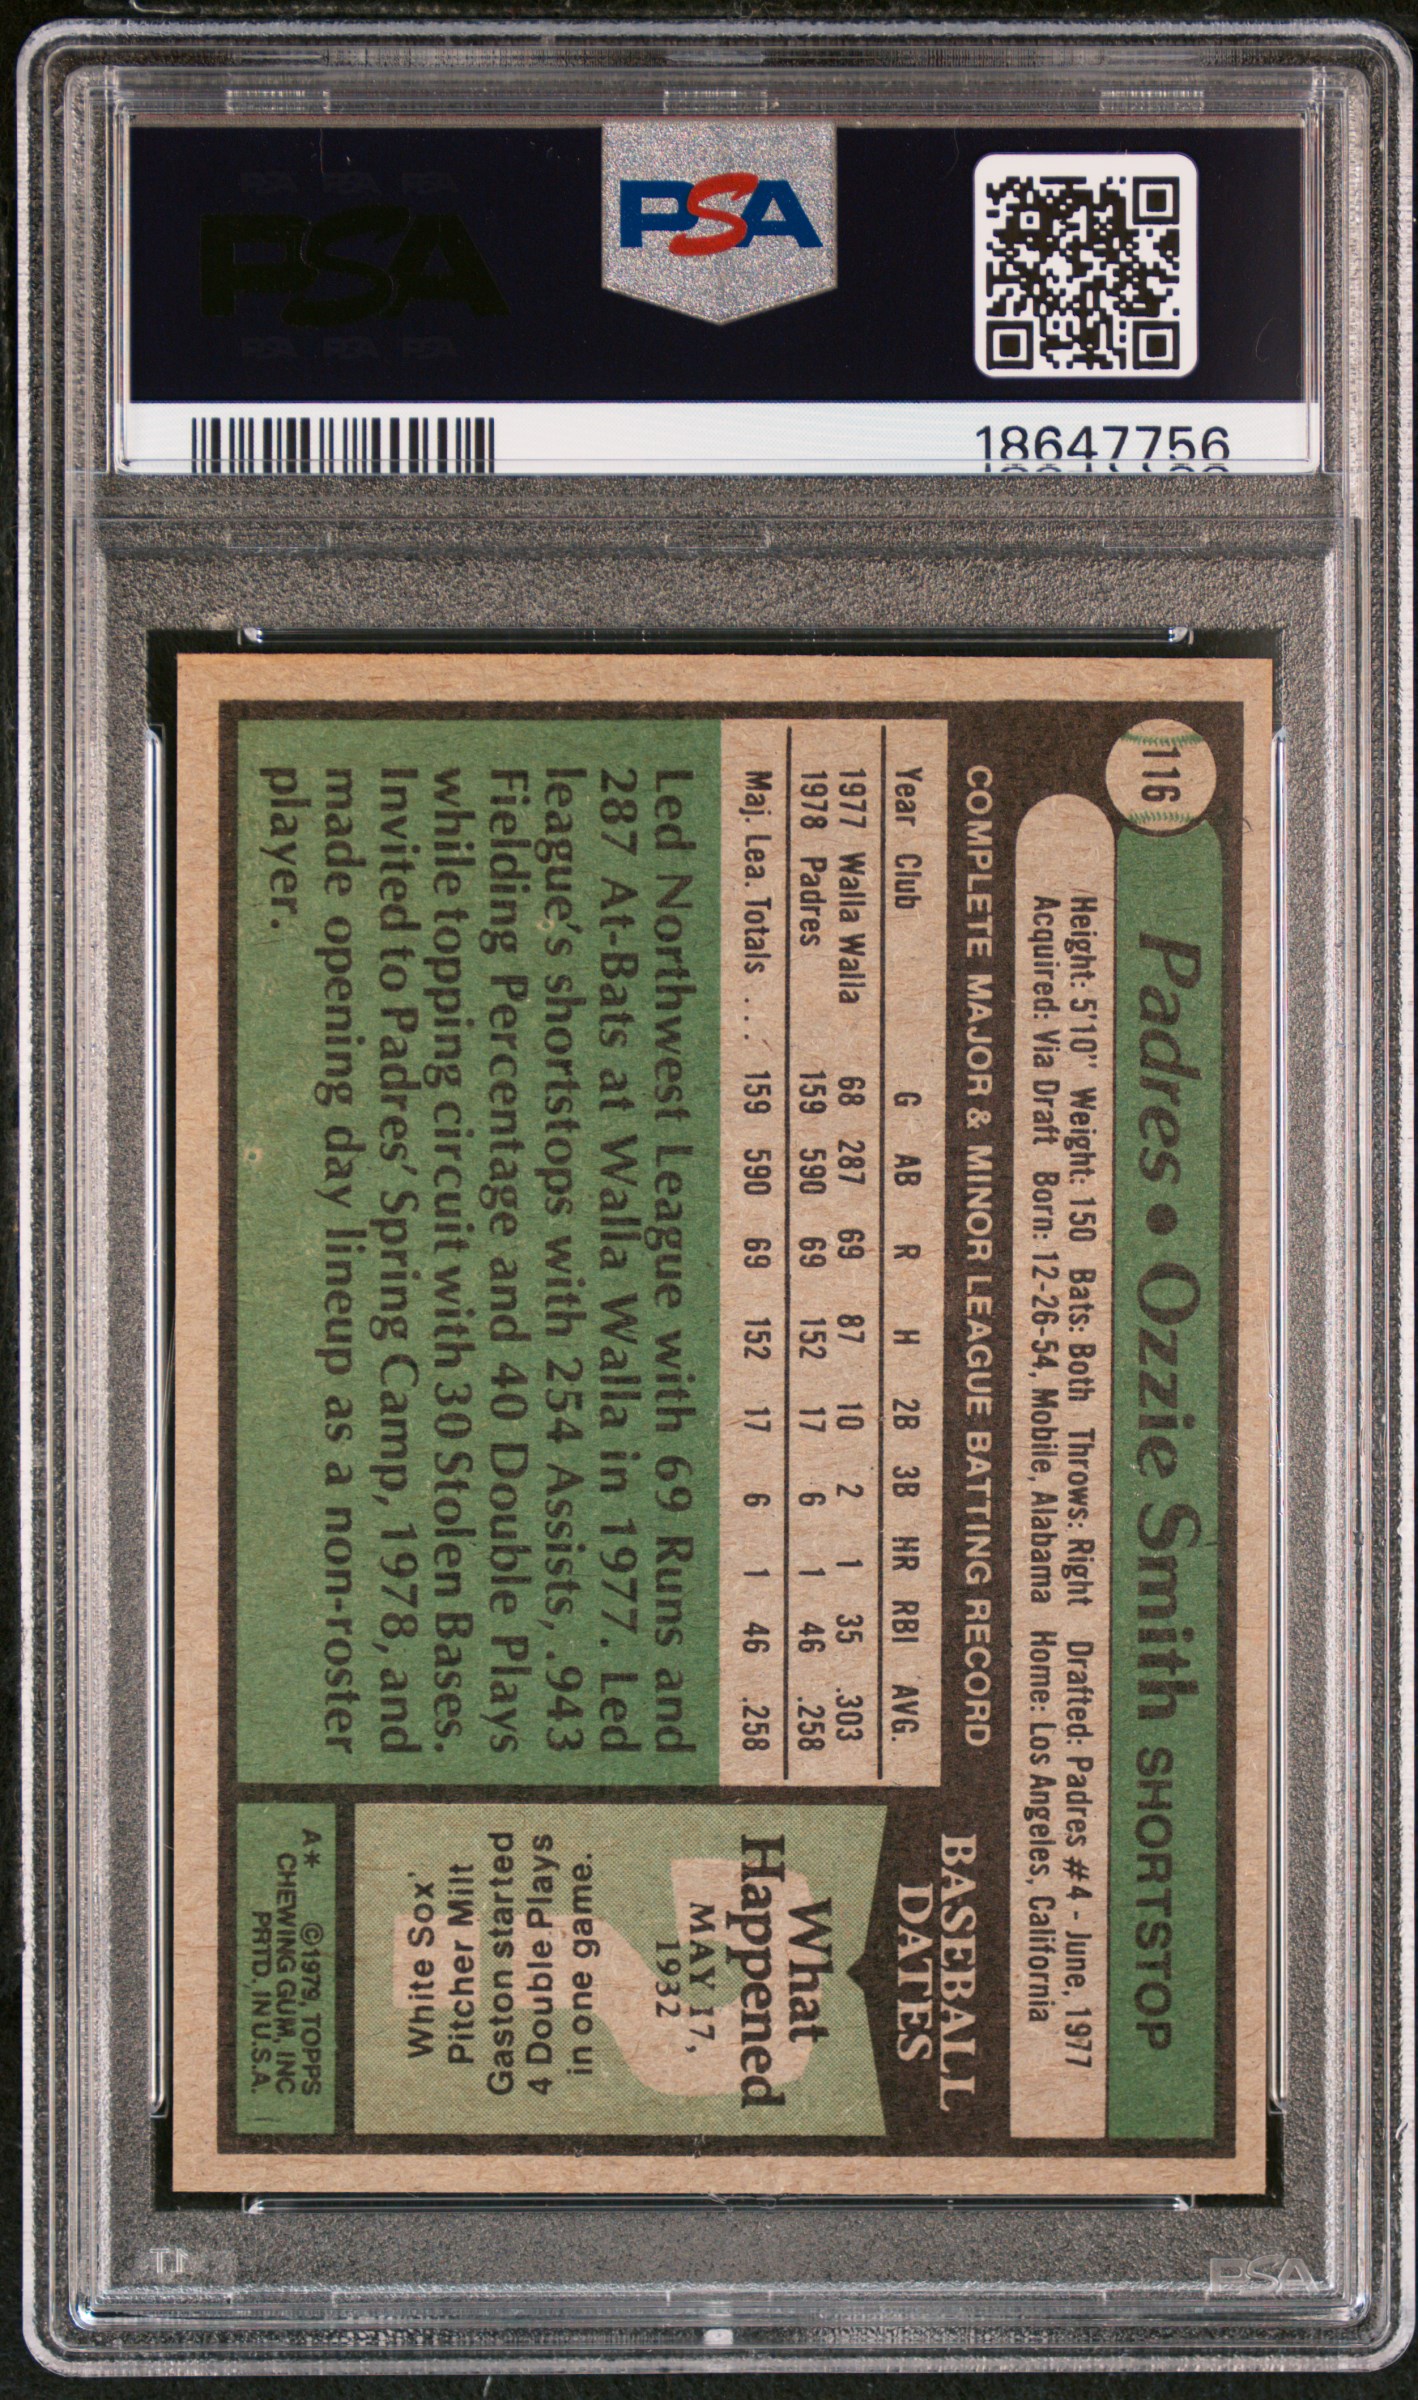 PSA
PSA PSA PSA
PSA
PSA PSA PSA
18647756
116
Padres • Ozzie Smith SHORTSTOP
Height: 5'10" Weight: 150 Bats: Both Throws: Right Drafted: Padres #4 - June, 1977
Acquired: Via Draft Born: 12-26-54, Mobile, Alabama Home: Los Angeles, California
COMPLETE MAJOR & MINOR LEAGUE BATTING RECORD
Year Club G AB R H 2B 3B HR RBI AVG.
1977 Walla Walla 68 287 69 87 10 2 1 35 .303
1978 Padres 159 590 69 152 17 6 1 46 .258
Maj. Lea. Totals . . . 159 590 69 152 17 6 1 46 .258
Led Northwest League with 69 Runs and
287 At-Bats at Walla Walla in 1977. Led
league's shortstops with 254 Assists, .943
Fielding Percentage and 40 Double Plays
while topping circuit with 30 Stolen Bases.
Invited to Padres' Spring Camp, 1978, and
made opening day lineup as a non-roster
player.
BASEBALL
DATES
What
Happened
MAY 17,
1932
White Sox'
Pitcher Milt
Gaston started
4 Double Plays
in one game.
A* ©1979, TOPPS
CHEWING GUM, INC
PRTD. IN U.S.A.
PSA